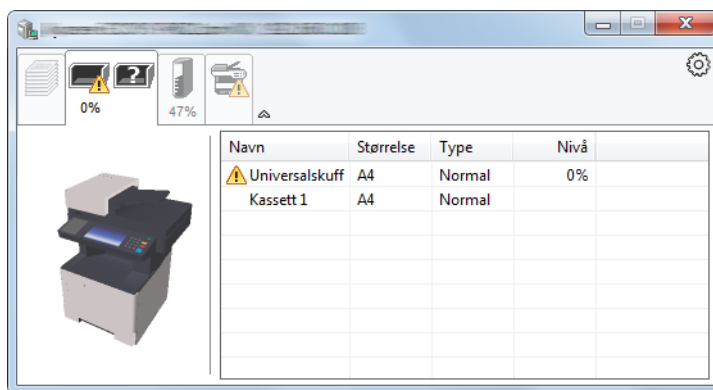 0%
47%
Navn Størrelse Type Nivå
Universalskuff A4 Normal 0%
Kassett 1 A4 Normal